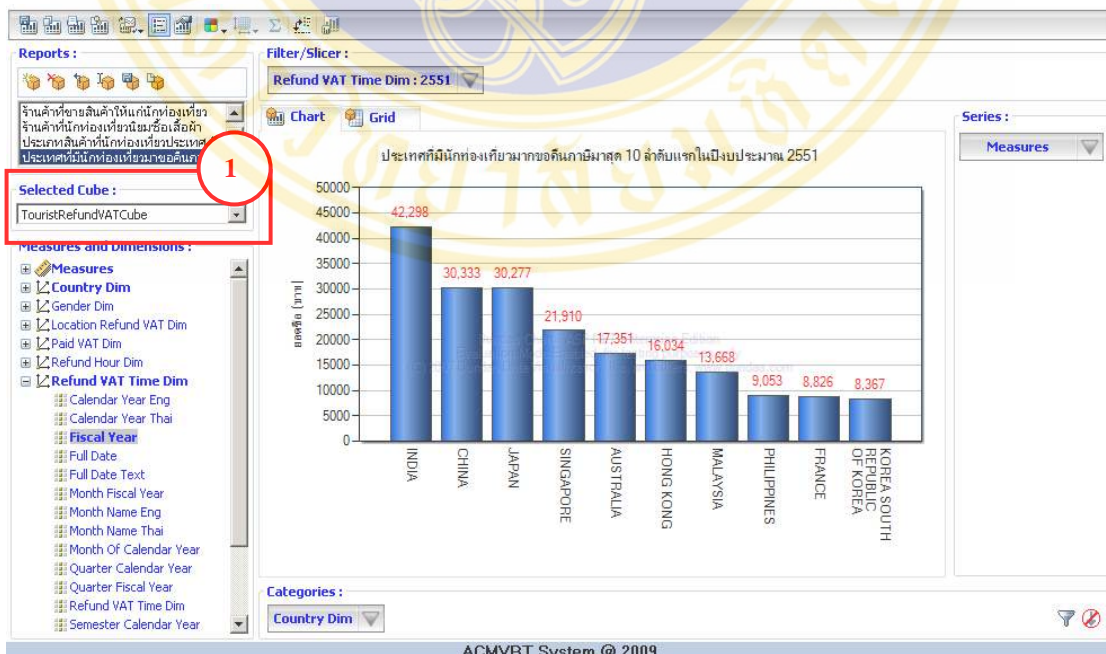 Reports :
ร้านค้าที่ขายสินค้าให้แก่นักท่องเที่ยว
ร้านค้าที่นักท่องเที่ยวนิยมซื้อเสื้อผ้า
ประเภทสินค้าที่นักท่องเที่ยวประเทศ
ประเทศที่มีนักท่องเที่ยวมาขอคืนภ
1
Selected Cube :
TouristRefundVATCube
Measures and Dimensions :
Measures
Country Dim
Gender Dim
Location Refund VAT Dim
Paid VAT Dim
Refund Hour Dim
Refund VAT Time Dim
Calendar Year Eng
Calendar Year Thai
Fiscal Year
Full Date
Full Date Text
Month Fiscal Year
Month Name Eng
Month Name Thai
Month Of Calendar Year
Quarter Calendar Year
Quarter Fiscal Year
Refund VAT Time Dim
Semester Calendar Year
Filter/Slicer :
Refund VAT Time Dim : 2551
Chart Grid
ประเทศที่มีนักท่องเที่ยวมากขอคืนภาษีมาสุด 10 ลำดับแรกในปีงบประมาณ 2551
50000
45000
40000
35000
30000
25000
20000
15000
10000
5000
0
ยอดซื้อ (บาท)
42,298
30,333
30,277
21,910
17,351
16,034
13,668
9,053
8,826
8,367
INDIA
CHINA
JAPAN
SINGAPORE
AUSTRALIA
HONG KONG
MALAYSIA
PHILIPPINES
FRANCE
KOREA SOUTH
REPUBLIC
OF KOREA
Series :
Measures
Categories :
Country Dim
ACMVRT System @ 2009